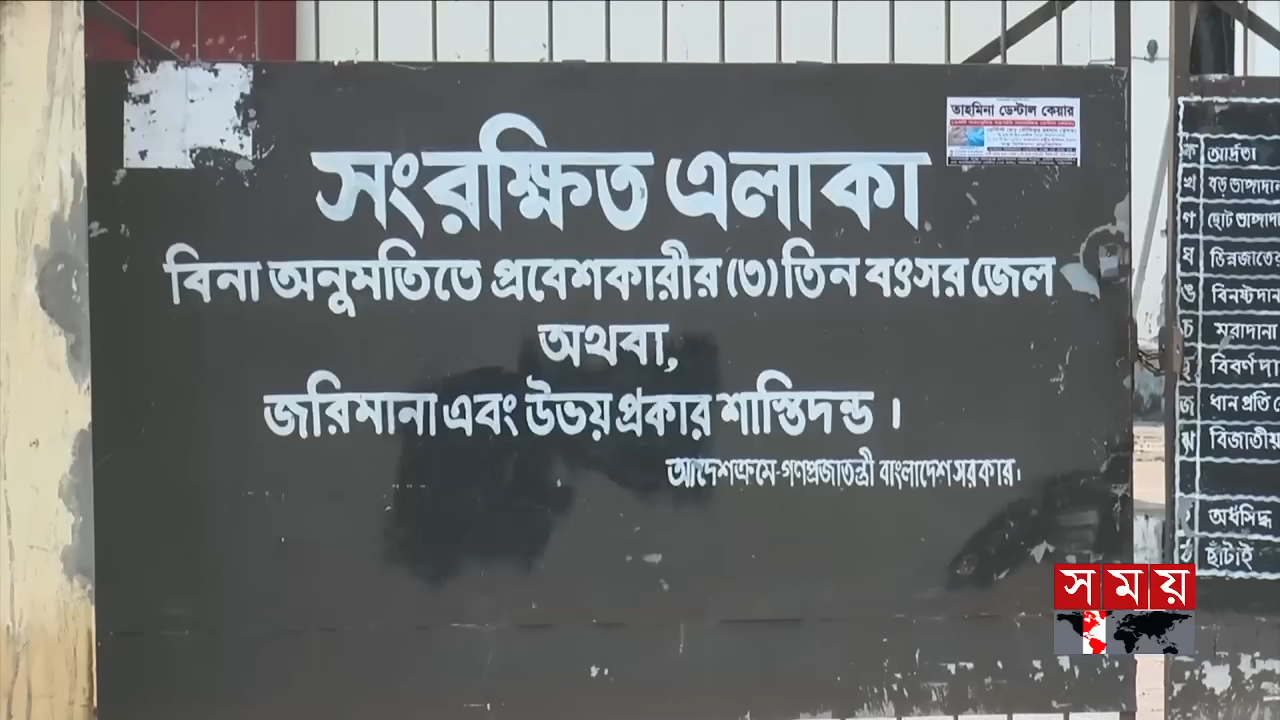 সংরক্ষিত এলাকা
বিনা অনুমতিতে প্রবেশকারীর (৩) তিন বৎসর জেল
অথবা,
জরিমানা এবং উভয় প্রকার শাস্তিদন্ড ।
আদেশক্রমে-গণপ্রজাতন্ত্রী বাংলাদেশ সরকার।
তাহমিনা ডেন্টাল কেয়ার
ক আর্দ্রতা
খ বড় ভাঙ্গাদান
গ ছোট ভাঙ্গাদা
ঘ ভিন্নজাতের
ঙ বিনষ্টদান
চ মরাদানা
ছ বিবর্ণ দা
জ ধান প্রতি
ঝ বিজাতীয়
অর্ধসিদ্ধ
ছাঁটাই
সময়